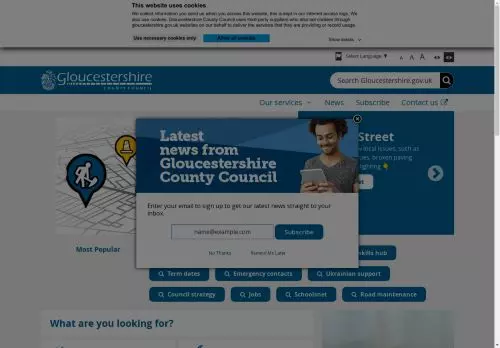 This website uses cookies
We collect information you send us when you access this website, this is kept in our internet access logs. We
also use cookies. Gloucestershire County Council uses third party suppliers who also set cookies through
gloucestershire.gov.uk websites on our behalf to deliver the services that they are providing or to record usage.
Use necessary cookies only
Allow all cookies
Show details
Select Language ▼
A A A
Gloucestershire
COUNTY COUNCIL
Search Gloucestershire.gov.uk
Our services
News
Subscribe
Contact us
Latest
news from
Gloucestershire
County Council
Street
issues, such as
broken paving
Enter your email to sign up to get our latest news straight to your
inbox.
name@example.com
Subscribe
No Thanks
Remind Me Later
Most Popular
hub
Term dates
Emergency contacts
Ukrainian support
Council strategy
Jobs
Schoolsnet
Road maintenance
What are you looking for?